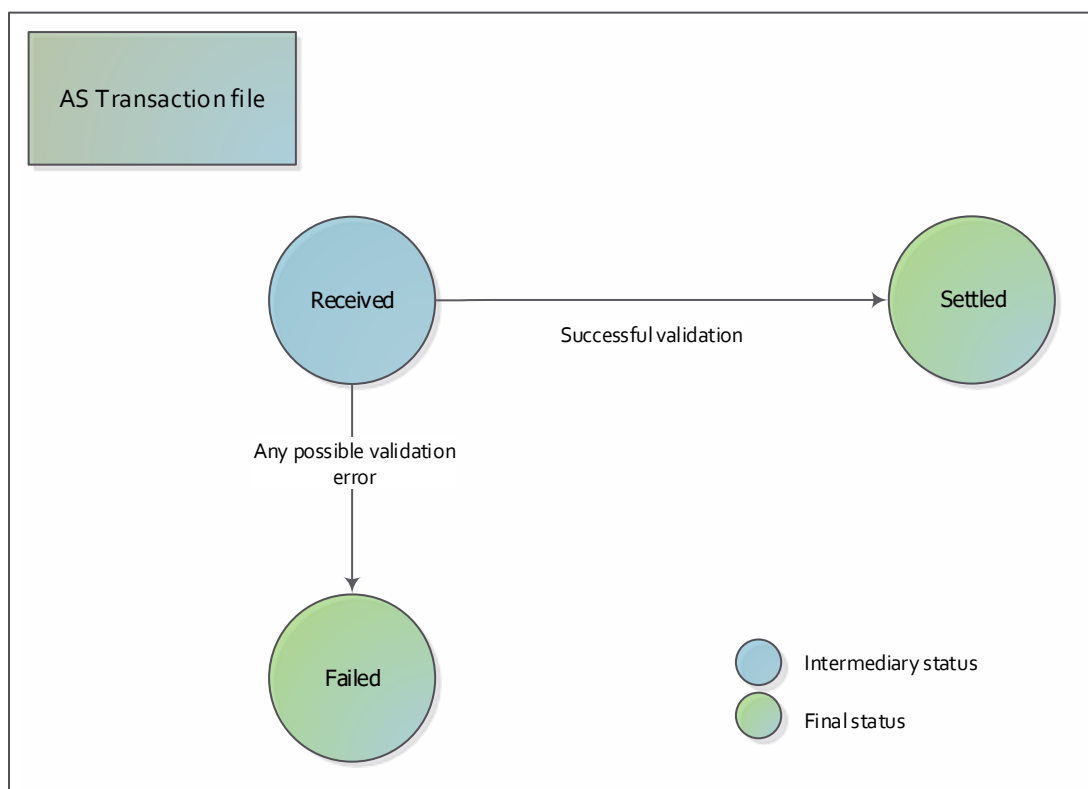 AS Transaction file
Received
Settled
Successful validation
Any possible validation
error
Failed
Intermediary status
Final status